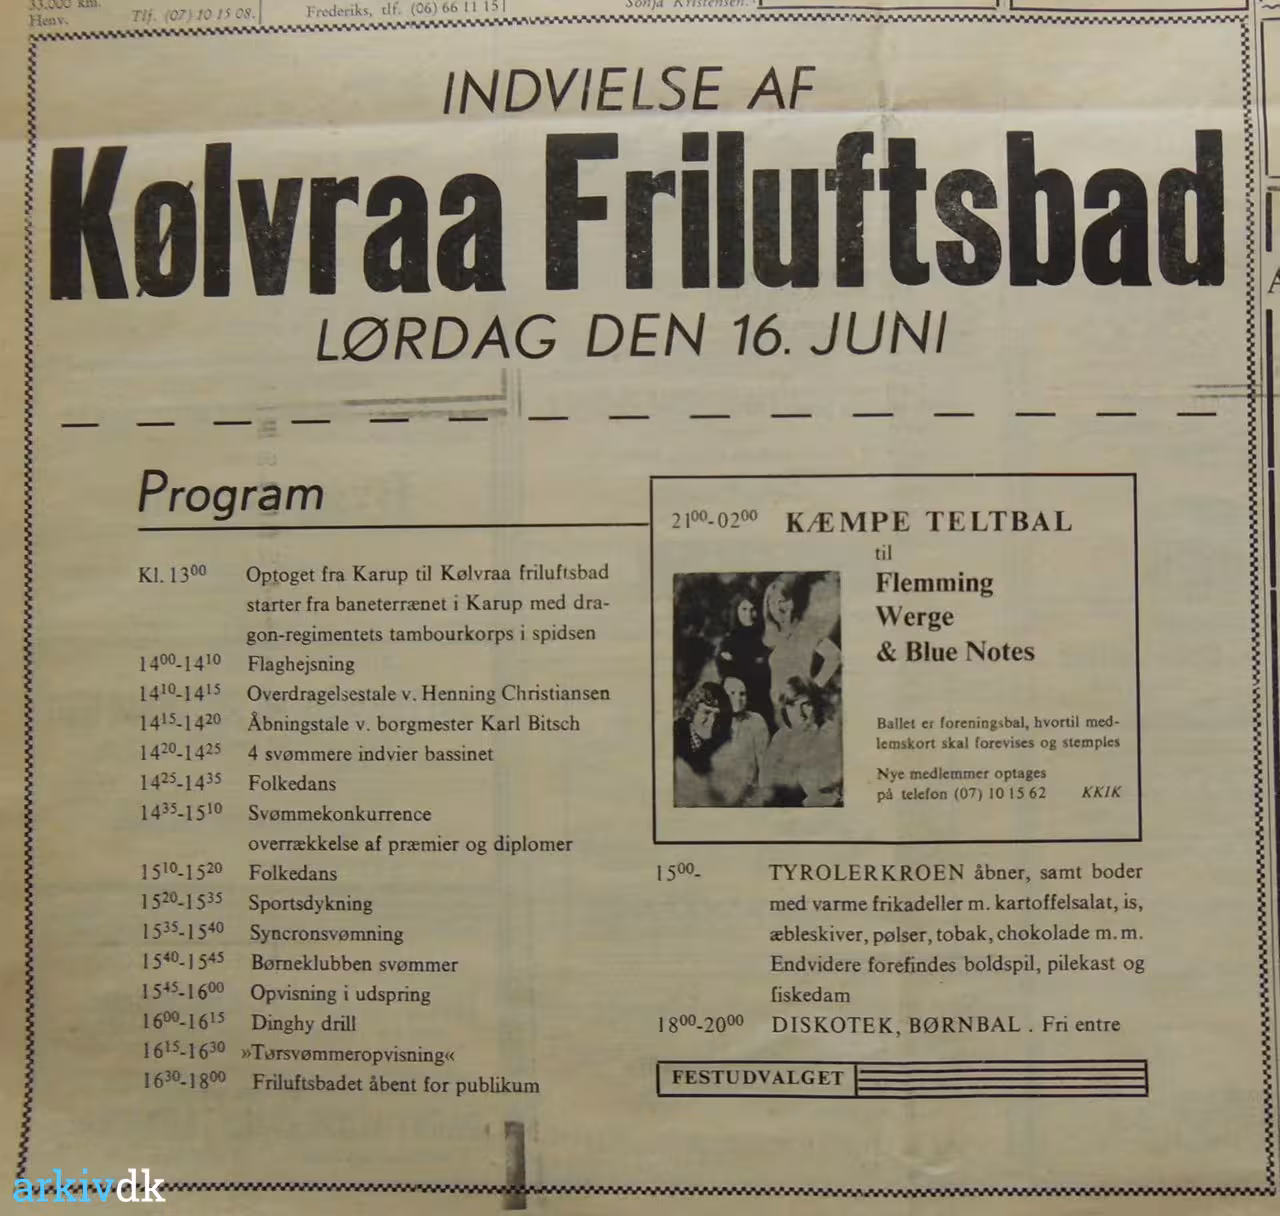 33.000 km.
Henv.
Tlf. (07) 10 15 08.
Frederiks, tlf. (06) 66 11 15
Sonja Kristensen.
INDVIELSE AF
Kølvraa Friluftsbad
LØRDAG DEN 16. JUNI
Program
Kl. 13⁰⁰ Optoget fra Karup til Kølvraa friluftsbad
starter fra baneterrænet i Karup med dra-
gon-regimentets tambourkorps i spidsen
14⁰⁰-14¹⁰ Flaghejsning
14¹⁰-14¹⁵ Overdragelsestale v. Henning Christiansen
14¹⁵-14²⁰ Åbningstale v. borgmester Karl Bitsch
14²⁰-14²⁵ 4 svømmere indvier bassinet
14²⁵-14³⁵ Folkedans
14³⁵-15¹⁰ Svømmekonkurrence
overrækkelse af præmier og diplomer
15¹⁰-15²⁰ Folkedans
15²⁰-15³⁵ Sportsdykning
15³⁵-15⁴⁰ Syncronsvømning
15⁴⁰-15⁴⁵ Børneklubben svømmer
15⁴⁵-16⁰⁰ Opvisning i udspring
16⁰⁰-16¹⁵ Dinghy drill
16¹⁵-16³⁰ »Tørsvømmeropvisning«
16³⁰-18⁰⁰ Friluftsbadet åbent for publikum
21⁰⁰-02⁰⁰ KÆMPE TELTBAL
til
Flemming
Werge
& Blue Notes
Ballet er foreningsbal, hvortil med-
lemskort skal forevises og stemples
Nye medlemmer optages
på telefon (07) 10 15 62 KKIK
15⁰⁰- TYROLERKROEN åbner, samt boder
med varme frikadeller m. kartoffelsalat, is,
æbleskiver, pølser, tobak, chokolade m. m.
Endvidere forefindes boldspil, pilekast og
fiskedam
18⁰⁰-20⁰⁰ DISKOTEK, BØRNBAL . Fri entre
FESTUDVALGET
arkivdk